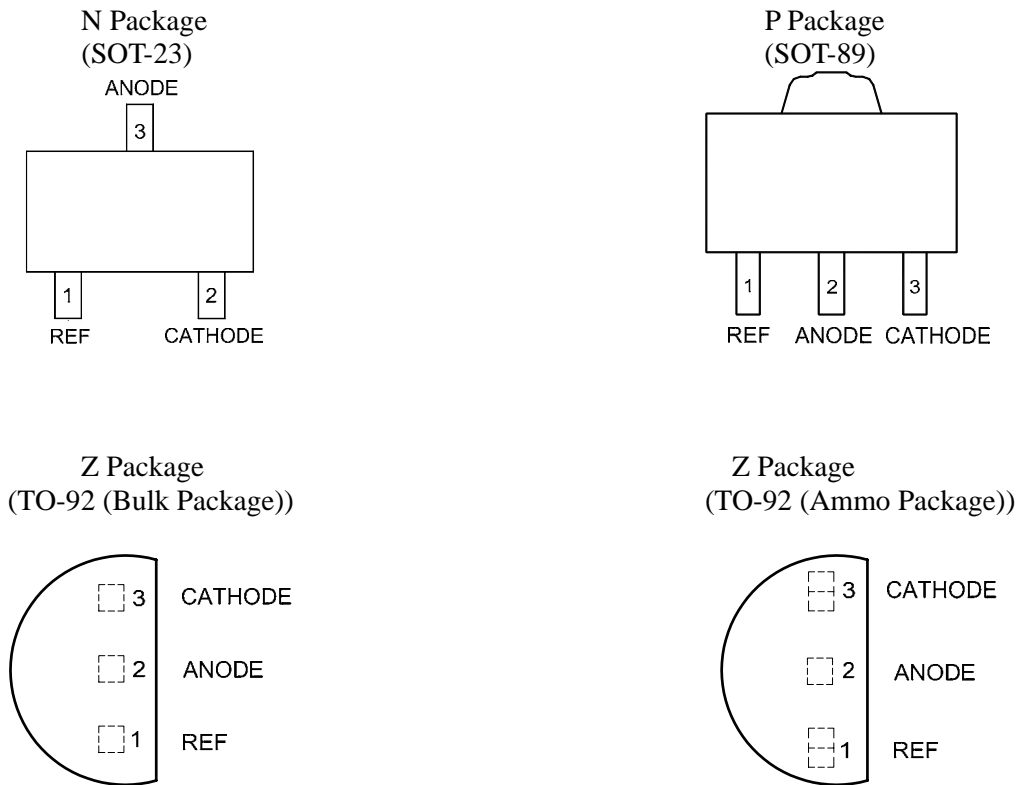 N Package
(SOT-23)
ANODE
3
1
2
REF
CATHODE
P Package
(SOT-89)
1
2
3
REF
ANODE
CATHODE
Z Package
(TO-92 (Bulk Package))
3 CATHODE
2 ANODE
1 REF
Z Package
(TO-92 (Ammo Package))
3 CATHODE
2 ANODE
1 REF